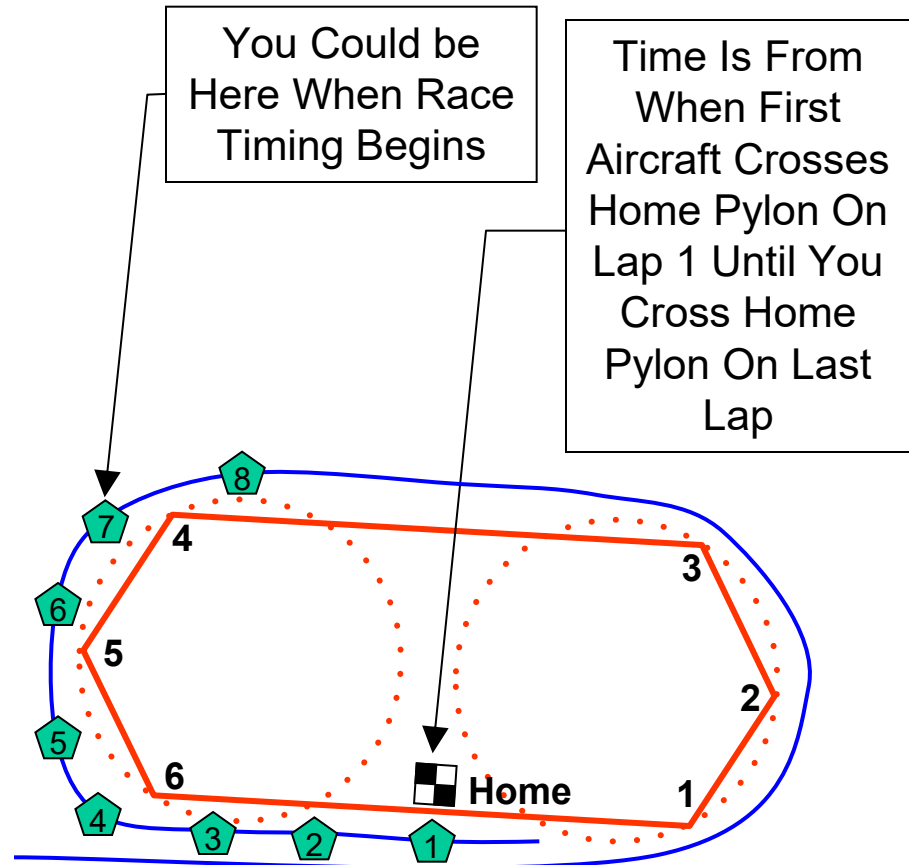 You Could be
Here When Race
Timing Begins
Time Is From
When First
Aircraft Crosses
Home Pylon On
Lap 1 Until You
Cross Home
Pylon On Last
Lap
8
7
4
3
6
5
2
5
6
Home
1
4
3
2
1